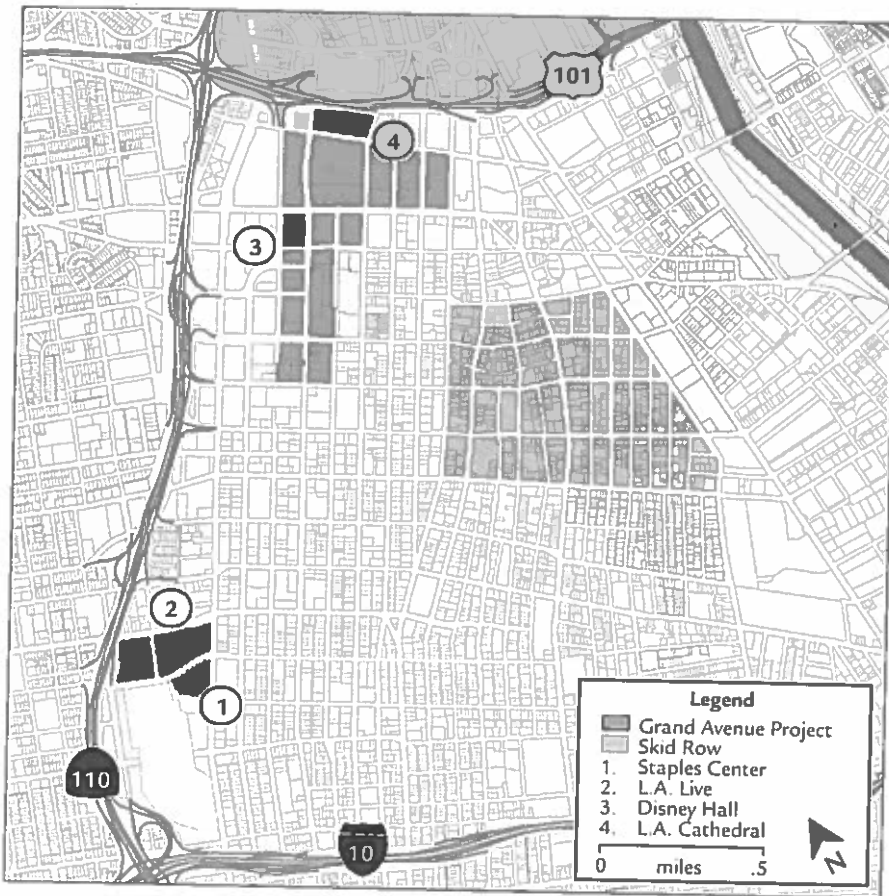 101
4
3
2
1
110
10
Legend
Grand Avenue Project
Skid Row
1. Staples Center
2. L.A. Live
3. Disney Hall
4. L.A. Cathedral
0 miles .5
N